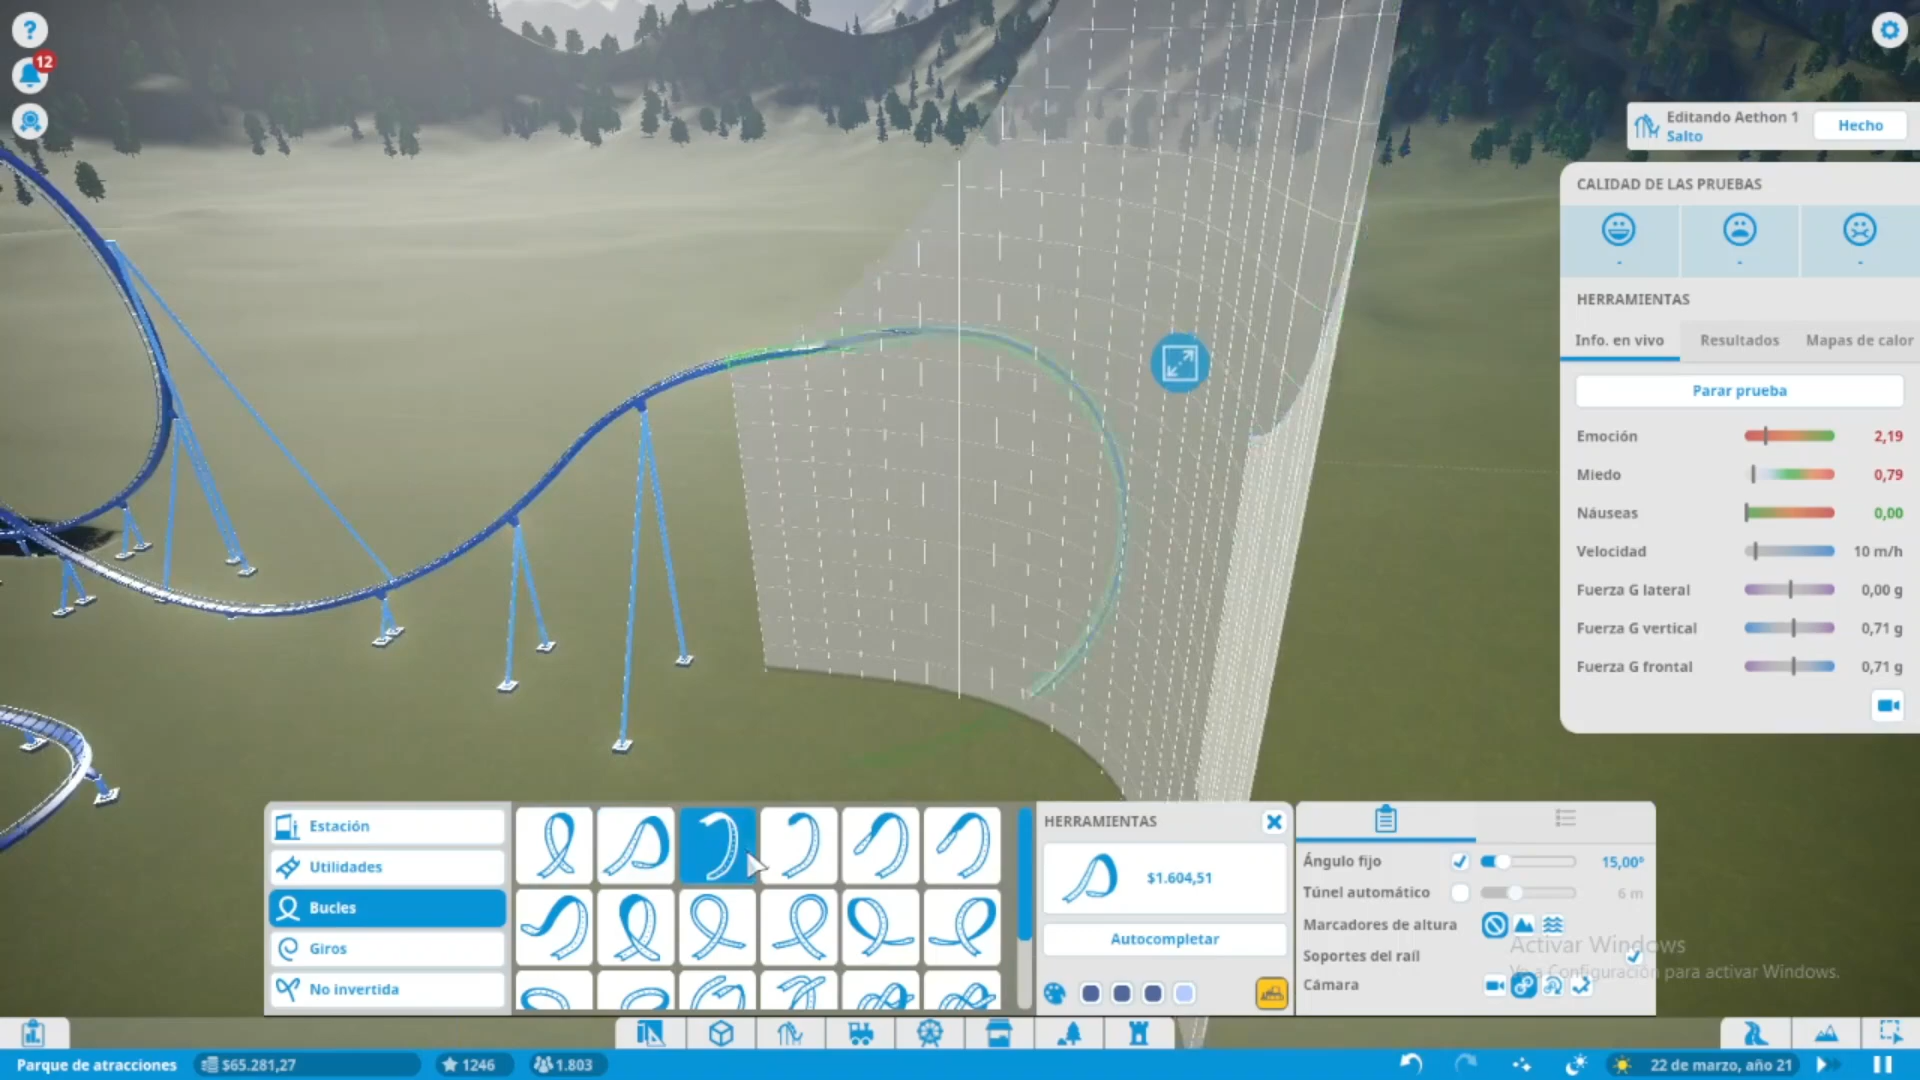 ?
12
Editando Aethon 1
Salto
Hecho
CALIDAD DE LAS PRUEBAS
- - -
HERRAMIENTAS
Info. en vivo Resultados Mapas de calor
Parar prueba
Emoción 2,19
Miedo 0,79
Náuseas 0,00
Velocidad 10 m/h
Fuerza G lateral 0,00 g
Fuerza G vertical 0,71 g
Fuerza G frontal 0,71 g
Estación
Utilidades
Bucles
Giros
No invertida
HERRAMIENTAS
$1.604,51
Autocompletar
Ángulo fijo 15,00°
Túnel automático 6 m
Marcadores de altura
Soportes del raíl
Cámara
Activar Windows
Ve a Configuración para activar Windows.
Parque de atracciones $65.281,27 1246 1.803 22 de marzo, año 21